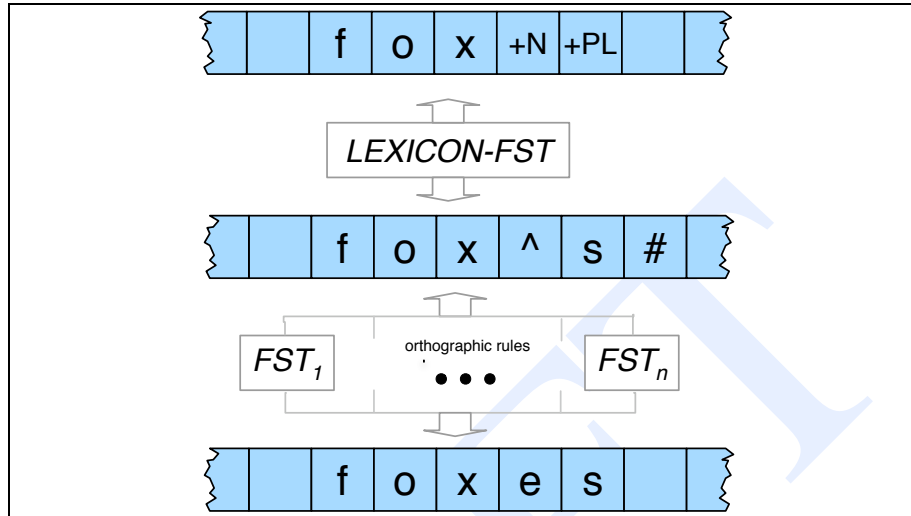 f o x +N +PL
LEXICON-FST
f o x ^ s #
FST1
orthographic rules
FSTn
f o x e s